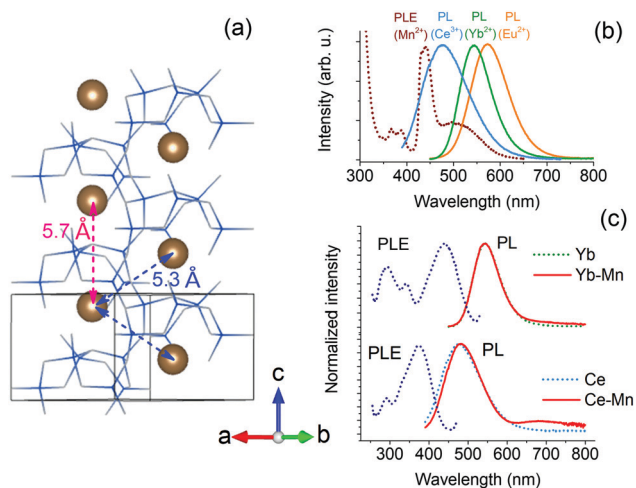 (a)
5.7 Å
5.3 Å
c
a
b
PLE PL PL PL
(Mn²⁺) (Ce³⁺) (Yb²⁺) (Eu²⁺)
(b)
Intensity (arb. u.)
300 400 500 600 700 800
Wavelength (nm)
(c)
PLE PL
Yb
Yb-Mn
PLE PL
Ce
Ce-Mn
Normalized intensity
300 400 500 600 700 800
Wavelength (nm)